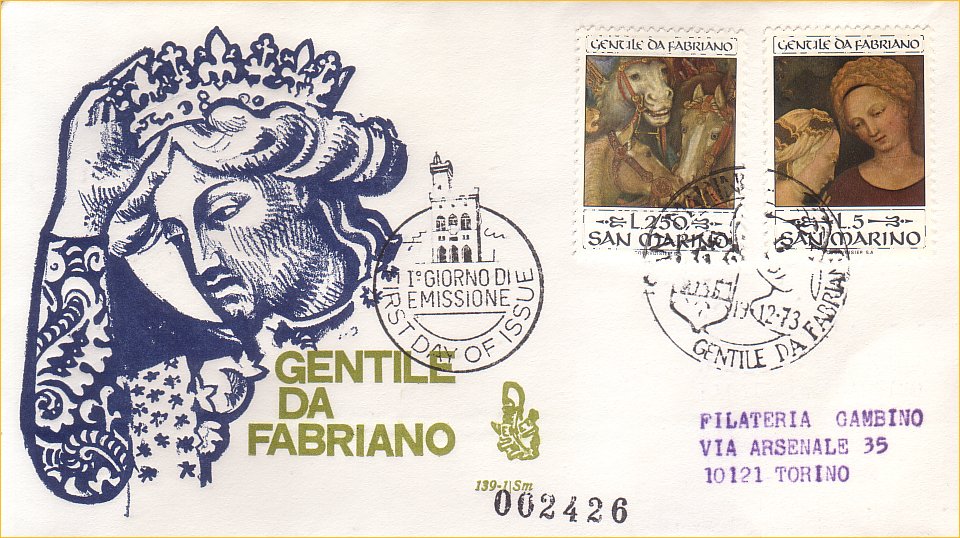 GENTILE DA FABRIANO
L.250
SAN MARINO
GENTILE DA FABRIANO
L.5
SAN MARINO
1° GIORNO DI
EMISSIONE
FIRST DAY OF ISSUE
19·12·73
GENTILE DA FABRIANO
GENTILE
DA
FABRIANO
139-1|Sm
002426
FILATERIA GAMBINO
VIA ARSENALE 35
10121 TORINO